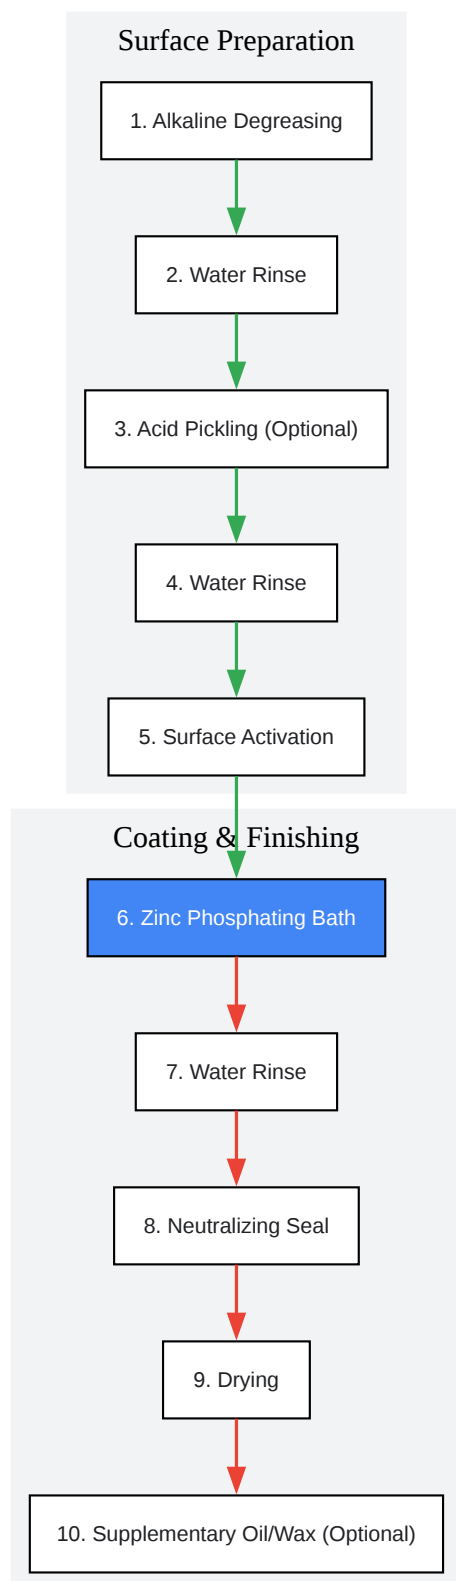 Surface Preparation
1. Alkaline Degreasing
2. Water Rinse
3. Acid Pickling (Optional)
4. Water Rinse
5. Surface Activation
Coating & Finishing
6. Zinc Phosphating Bath
7. Water Rinse
8. Neutralizing Seal
9. Drying
10. Supplementary Oil/Wax (Optional)